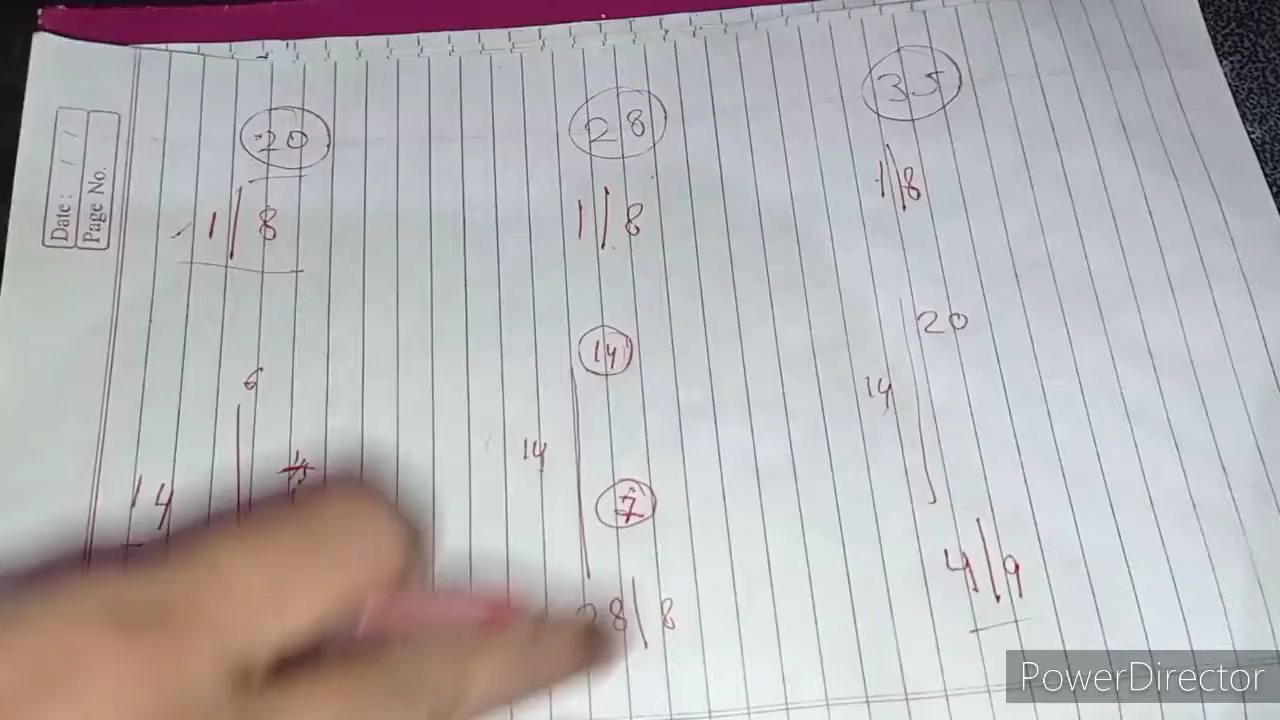 Date: / /
Page No.
20
1 | 8
6
14
28
1 | 8
14
14
7
28 | 8
35
1 | 8
20
14
4 | 9
PowerDirector